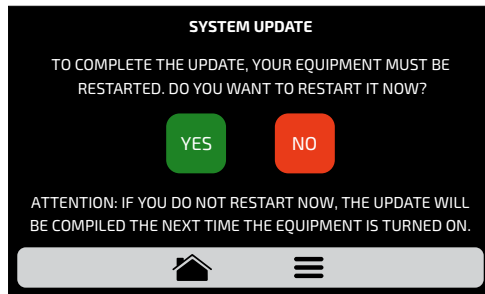 SYSTEM UPDATE
TO COMPLETE THE UPDATE, YOUR EQUIPMENT MUST BE
RESTARTED. DO YOU WANT TO RESTART IT NOW?
YES
NO
ATTENTION: IF YOU DO NOT RESTART NOW, THE UPDATE WILL
BE COMPILED THE NEXT TIME THE EQUIPMENT IS TURNED ON.